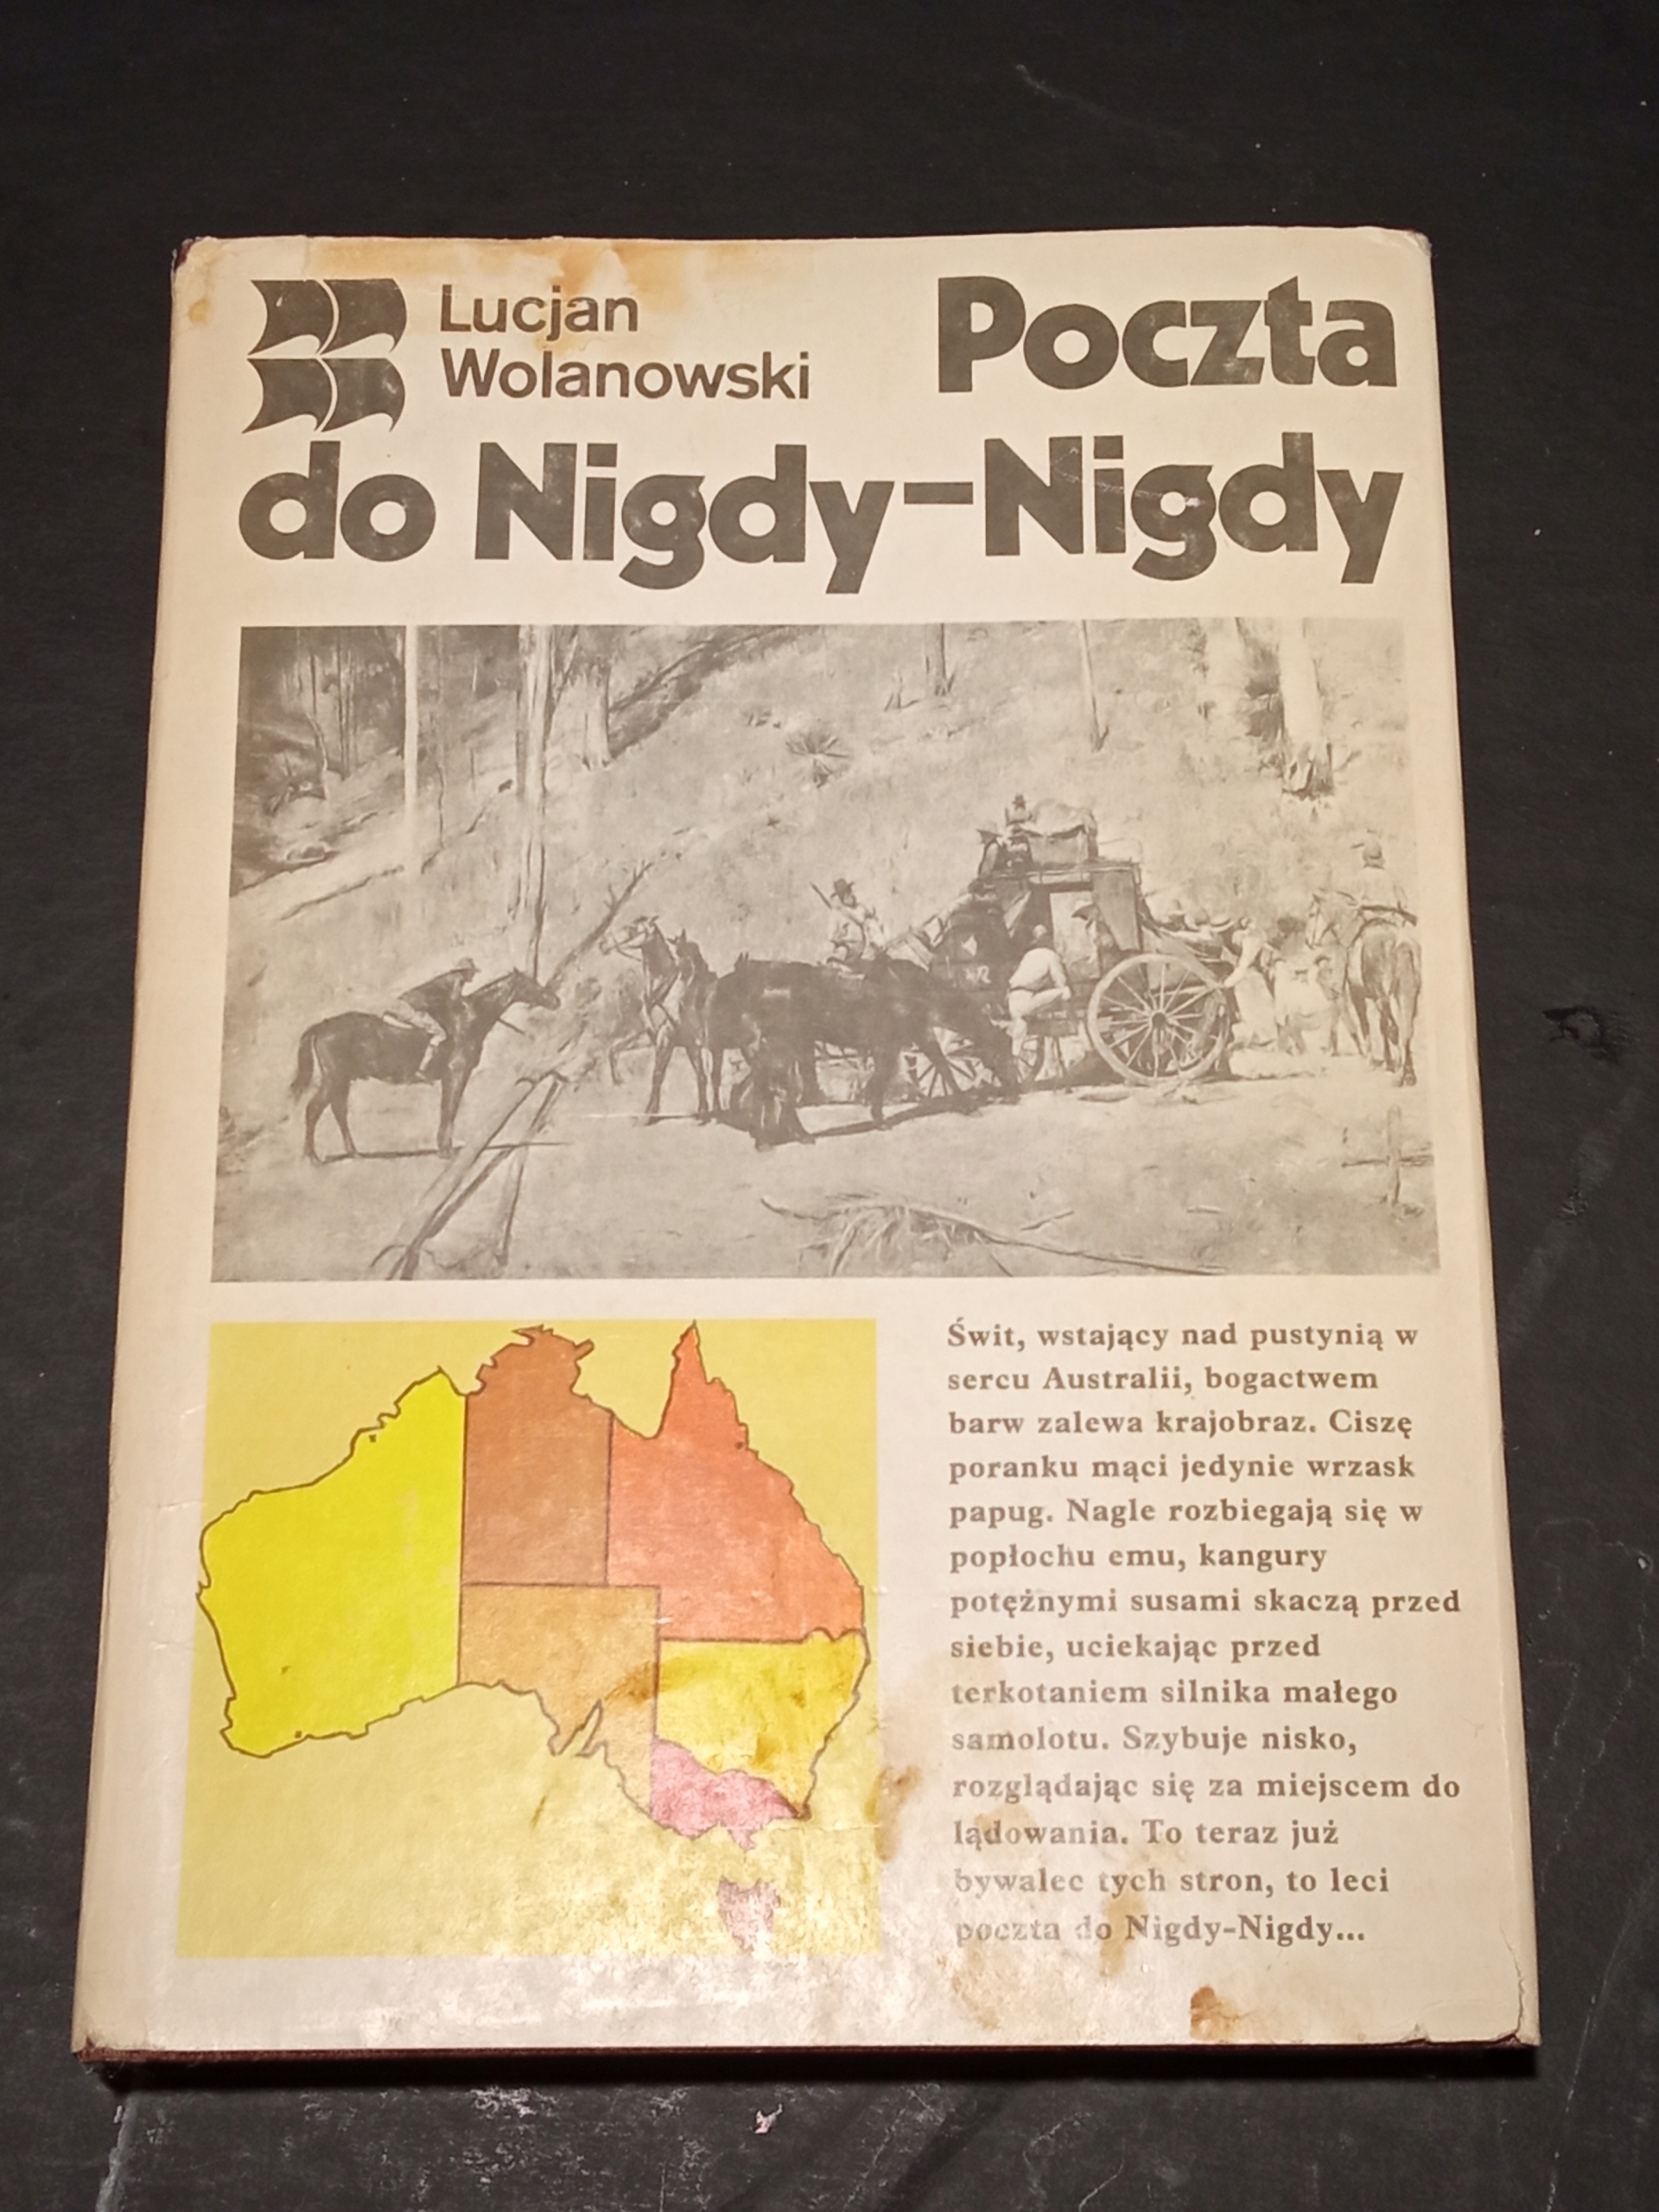 Lucjan
Wolanowski
Poczta
do Nigdy-Nigdy
Świt, wstający nad pustynią w
sercu Australii, bogactwem
barw zalewa krajobraz. Ciszę
poranku mąci jedynie wrzask
papug. Nagle rozbiegają się w
popłochu emu, kangury
potężnymi susami skaczą przed
siebie, uciekając przed
terkotaniem silnika małego
samolotu. Szybuje nisko,
rozglądając się za miejscem do
lądowania. To teraz już
bywalec tych stron, to leci
poczta do Nigdy-Nigdy...